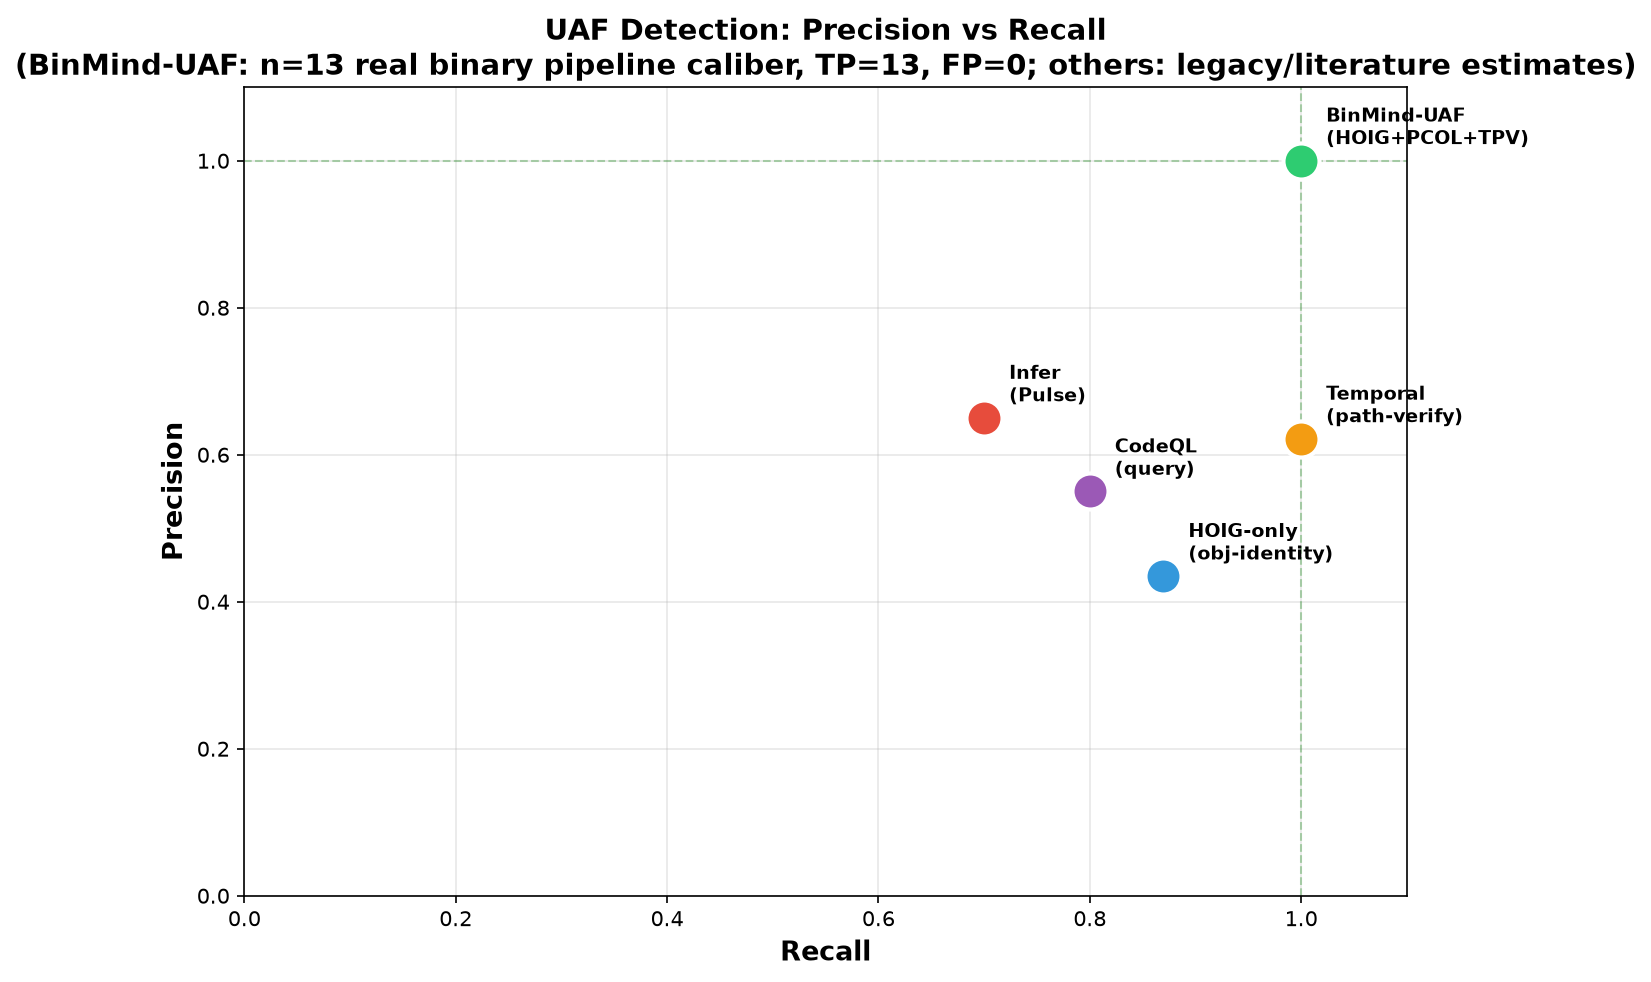 UAF Detection: Precision vs Recall
(BinMind-UAF: n=13 real binary pipeline caliber, TP=13, FP=0; others: legacy/literature estimates)
BinMind-UAF
(HOIG+PCOL+TPV)
1.0
0.8
Infer
(Pulse)
Temporal
(path-verify)
CodeQL
(query)
0.6
HOIG-only
(obj-identity)
Precision
0.4
0.2
0.0
0.0 0.2 0.4 0.6 0.8 1.0
Recall